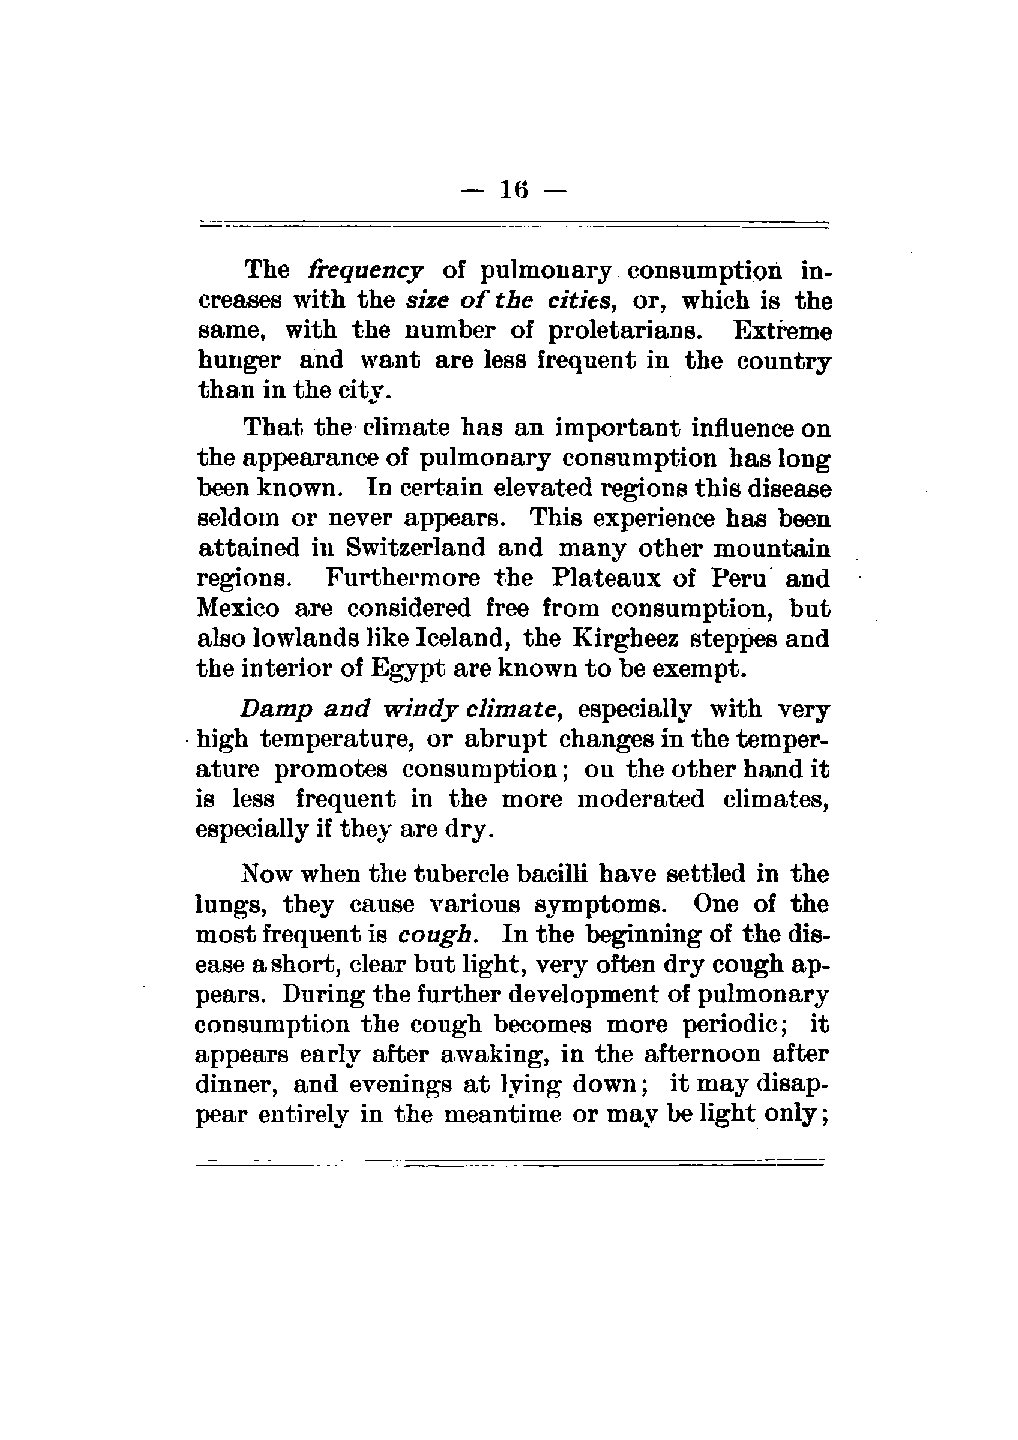 — 16 —
The frequency of pulmonary consumption in-
creases with the size of the cities, or, which is the
same, with the number of proletarians. Extreme
hunger and want are less frequent in the country
than in the city.
That the climate has an important influence on
the appearance of pulmonary consumption has long
been known. In certain elevated regions this disease
seldom or never appears. This experience has been
attained in Switzerland and many other mountain
regions. Furthermore the Plateaux of Peru and
Mexico are considered free from consumption, but
also lowlands like Iceland, the Kirgheez steppes and
the interior of Egypt are known to be exempt.
Damp and windy climate, especially with very
high temperature, or abrupt changes in the temper-
ature promotes consumption; on the other hand it
is less frequent in the more moderated climates,
especially if they are dry.
Now when the tubercle bacilli have settled in the
lungs, they cause various symptoms. One of the
most frequent is cough. In the beginning of the dis-
ease a short, clear but light, very often dry cough ap-
pears. During the further development of pulmonary
consumption the cough becomes more periodic; it
appears early after awaking, in the afternoon after
dinner, and evenings at lying down; it may disap-
pear entirely in the meantime or may be light only;